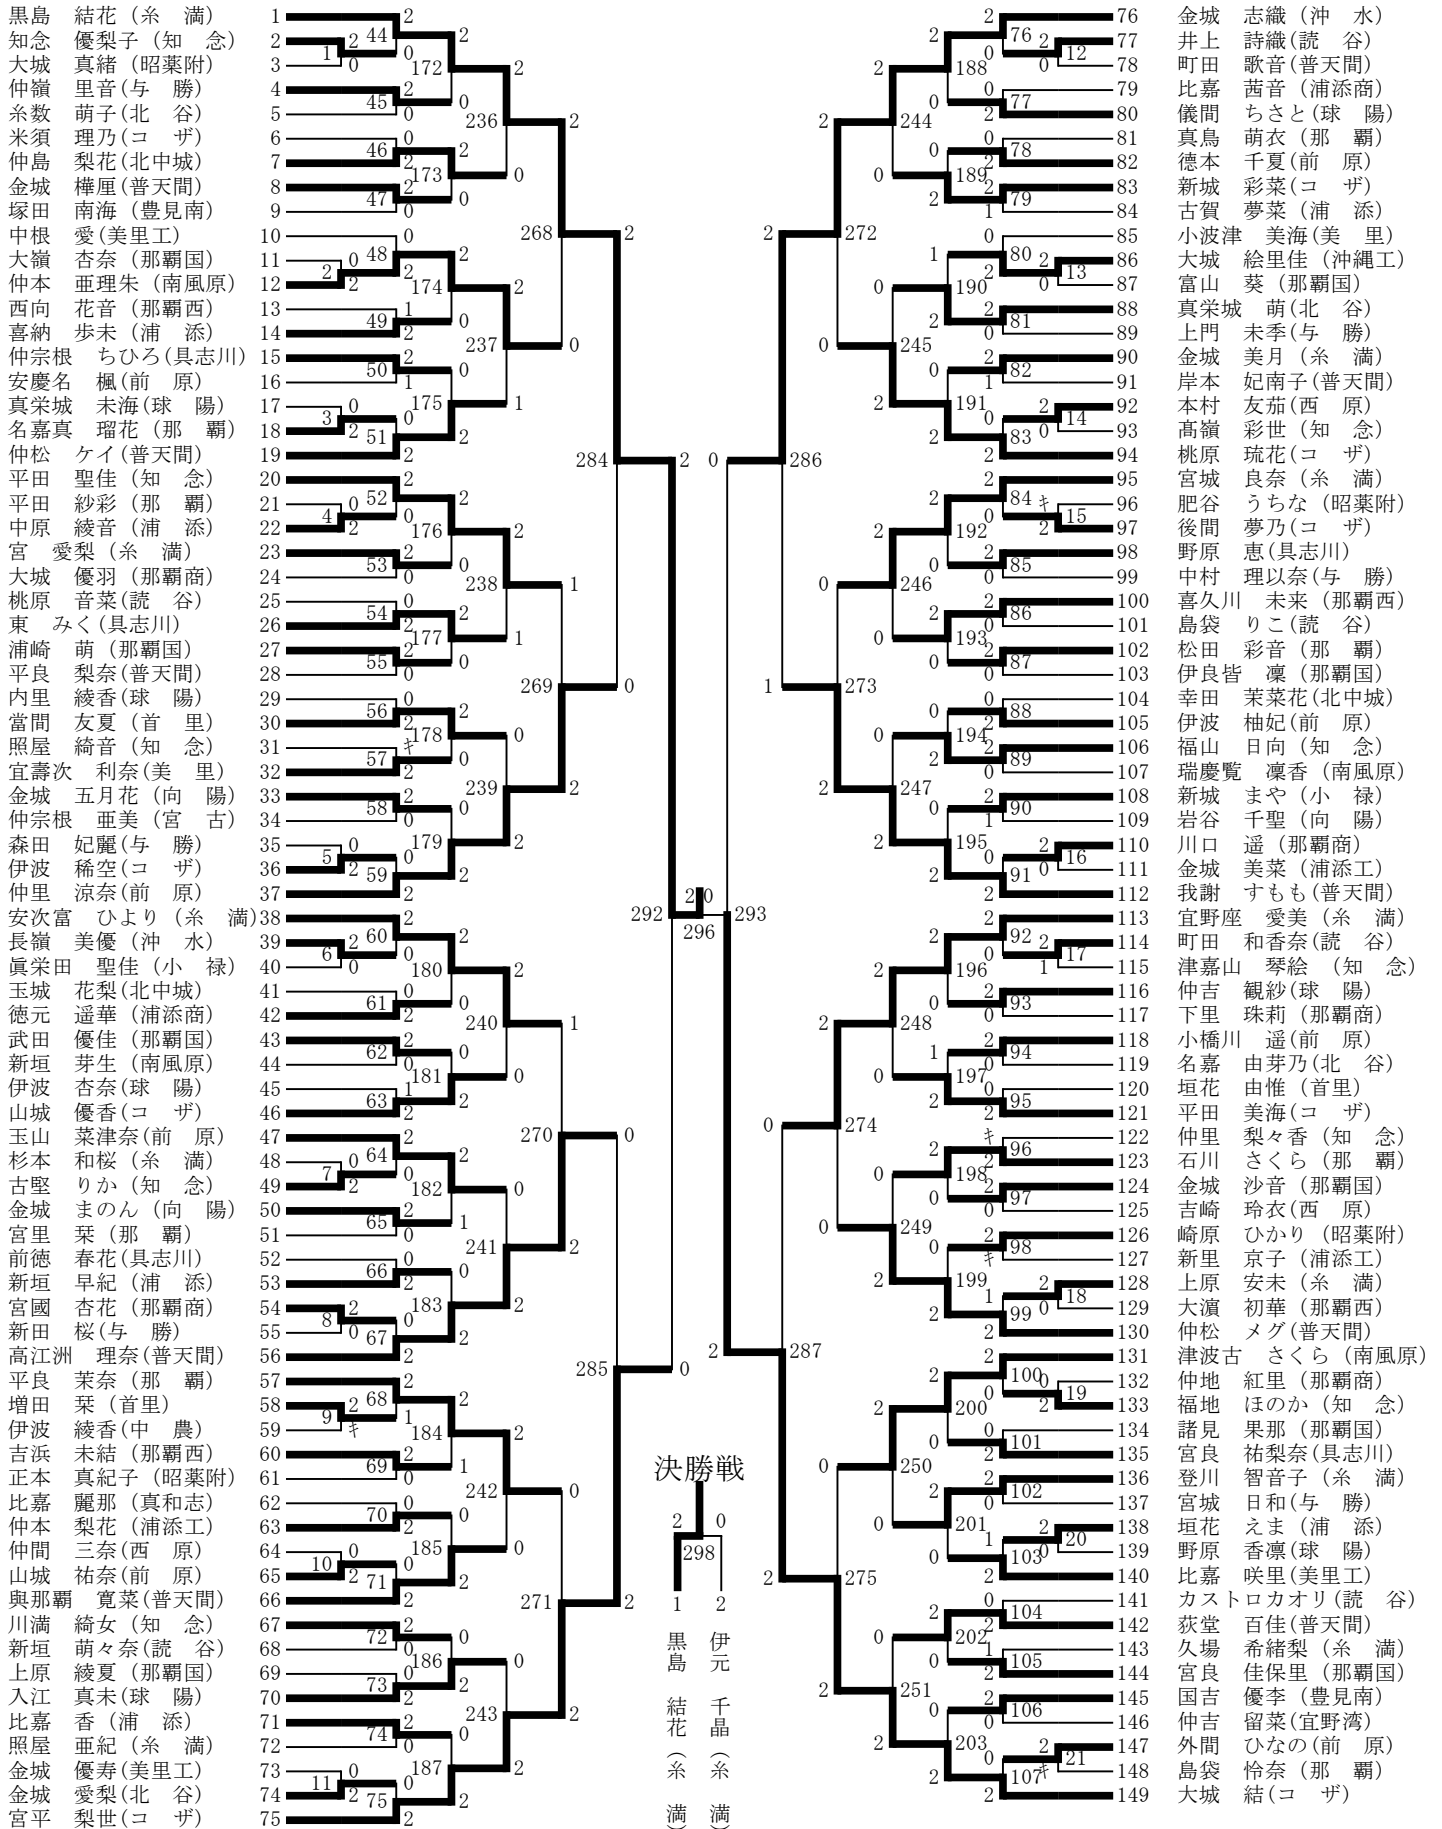 黒島　結花 (糸　満) 1
知念　優梨子 (知　念) 2
大城　真緒 (昭薬附) 3
仲嶺　里音(与　勝) 4
糸数　萌子(北　谷) 5
米須　理乃(コ　ザ) 6
仲島　梨花(北中城) 7
金城　樺厘(普天間) 8
塚田　南海 (豊見南) 9
中根　愛(美里工) 10
大嶺　杏奈 (那覇国) 11
仲本　亜理朱 (南風原) 12
西向　花音 (那覇西) 13
喜納　歩未 (浦　添) 14
仲宗根　ちひろ(具志川) 15
安慶名　楓(前　原) 16
真栄城　未海(球　陽) 17
名嘉真　瑠花 (那　覇) 18
仲松　ケイ(普天間) 19
平田　聖佳 (知　念) 20
平田　紗彩 (那　覇) 21
中原　綾音 (浦　添) 22
宮　愛梨 (糸　満) 23
大城　優羽 (那覇商) 24
桃原　音菜(読　谷) 25
東　みく(具志川) 26
浦崎　萌 (那覇国) 27
平良　梨奈(普天間) 28
内里　綾香(球　陽) 29
當間　友夏 (首　里) 30
照屋　綺音 (知　念) 31
宜壽次　利奈(美　里) 32
金城　五月花 (向　陽) 33
仲宗根　亜美 (宮　古) 34
森田　妃麗(与　勝) 35
伊波　稀空(コ　ザ) 36
仲里　涼奈(前　原) 37
安次富　ひより (糸　満) 38
長嶺　美優 (沖　水) 39
眞栄田　聖佳 (小　禄) 40
玉城　花梨(北中城) 41
徳元　遥華 (浦添商) 42
武田　優佳 (那覇国) 43
新垣　芽生 (南風原) 44
伊波　杏奈(球　陽) 45
山城　優香(コ　ザ) 46
玉山　菜津奈(前　原) 47
杉本　和桜 (糸　満) 48
古堅　りか (知　念) 49
金城　まのん (向　陽) 50
宮里　栞 (那　覇) 51
前徳　春花(具志川) 52
新垣　早紀 (浦　添) 53
宮國　杏花 (那覇商) 54
新田　桜(与　勝) 55
高江洲　理奈(普天間) 56
平良　茉奈 (那　覇) 57
増田　栞 (首里) 58
伊波　綾香(中　農) 59
吉浜　未結 (那覇西) 60
正本　真紀子 (昭薬附) 61
比嘉　麗那 (真和志) 62
仲本　梨花 (浦添工) 63
仲間　三奈(西　原) 64
山城　祐奈(前　原) 65
與那覇　寛菜(普天間) 66
川満　綺女 (知　念) 67
新垣　萌々奈(読　谷) 68
上原　綾夏 (那覇国) 69
入江　真未(球　陽) 70
比嘉　香 (浦　添) 71
照屋　亜紀 (糸　満) 72
金城　優寿(美里工) 73
金城　愛梨(北　谷) 74
宮平　梨世(コ　ザ) 75
76 金城　志織 (沖　水)
77 井上　詩織(読　谷)
78 町田　歌音(普天間)
79 比嘉　茜音 (浦添商)
80 儀間　ちさと(球　陽)
81 真鳥　萌衣 (那　覇)
82 德本　千夏(前　原)
83 新城　彩菜(コ　ザ)
84 古賀　夢菜 (浦　添)
85 小波津　美海(美　里)
86 大城　絵里佳 (沖縄工)
87 富山　葵 (那覇国)
88 真栄城　萌(北　谷)
89 上門　未季(与　勝)
90 金城　美月 (糸　満)
91 岸本　妃南子(普天間)
92 本村　友茄(西　原)
93 髙嶺　彩世 (知　念)
94 桃原　琉花(コ　ザ)
95 宮城　良奈 (糸　満)
96 肥谷　うちな (昭薬附)
97 後間　夢乃(コ　ザ)
98 野原　恵(具志川)
99 中村　理以奈(与　勝)
100 喜久川　未来 (那覇西)
101 島袋　りこ(読　谷)
102 松田　彩音 (那　覇)
103 伊良皆　凜 (那覇国)
104 幸田　茉菜花(北中城)
105 伊波　柚妃(前　原)
106 福山　日向 (知　念)
107 瑞慶覧　凜香 (南風原)
108 新城　まや (小　禄)
109 岩谷　千聖 (向　陽)
110 川口　遥 (那覇商)
111 金城　美菜 (浦添工)
112 我謝　すもも(普天間)
113 宜野座　愛美 (糸　満)
114 町田　和香奈(読　谷)
115 津嘉山　琴絵　(知　念)
116 仲吉　観紗(球　陽)
117 下里　珠莉 (那覇商)
118 小橋川　遥(前　原)
119 名嘉　由芽乃(北　谷)
120 垣花　由惟 (首里)
121 平田　美海(コ　ザ)
122 仲里　梨々香 (知　念)
123 石川　さくら (那　覇)
124 金城　沙音 (那覇国)
125 吉崎　玲衣(西　原)
126 崎原　ひかり (昭薬附)
127 新里　京子 (浦添工)
128 上原　安未 (糸　満)
129 大濵　初華 (那覇西)
130 仲松　メグ(普天間)
131 津波古　さくら (南風原)
132 仲地　紅里 (那覇商)
133 福地　ほのか (知　念)
134 諸見　果那 (那覇国)
135 宮良　祐梨奈(具志川)
136 登川　智音子 (糸　満)
137 宮城　日和(与　勝)
138 垣花　えま (浦　添)
139 野原　香凛(球　陽)
140 比嘉　咲里(美里工)
141 カストロカオリ(読　谷)
142 荻堂　百佳(普天間)
143 久場　希緒梨 (糸　満)
144 宮良　佳保里 (那覇国)
145 国吉　優李 (豊見南)
146 仲吉　留菜(宜野湾)
147 外間　ひなの(前　原)
148 島袋　怜奈 (那　覇)
149 大城　結(コ　ザ)
292 2 0 293
296
決勝戦
2 0
298
1 2
黒島　結花 (糸　満)
伊元　千晶 (糸　満)